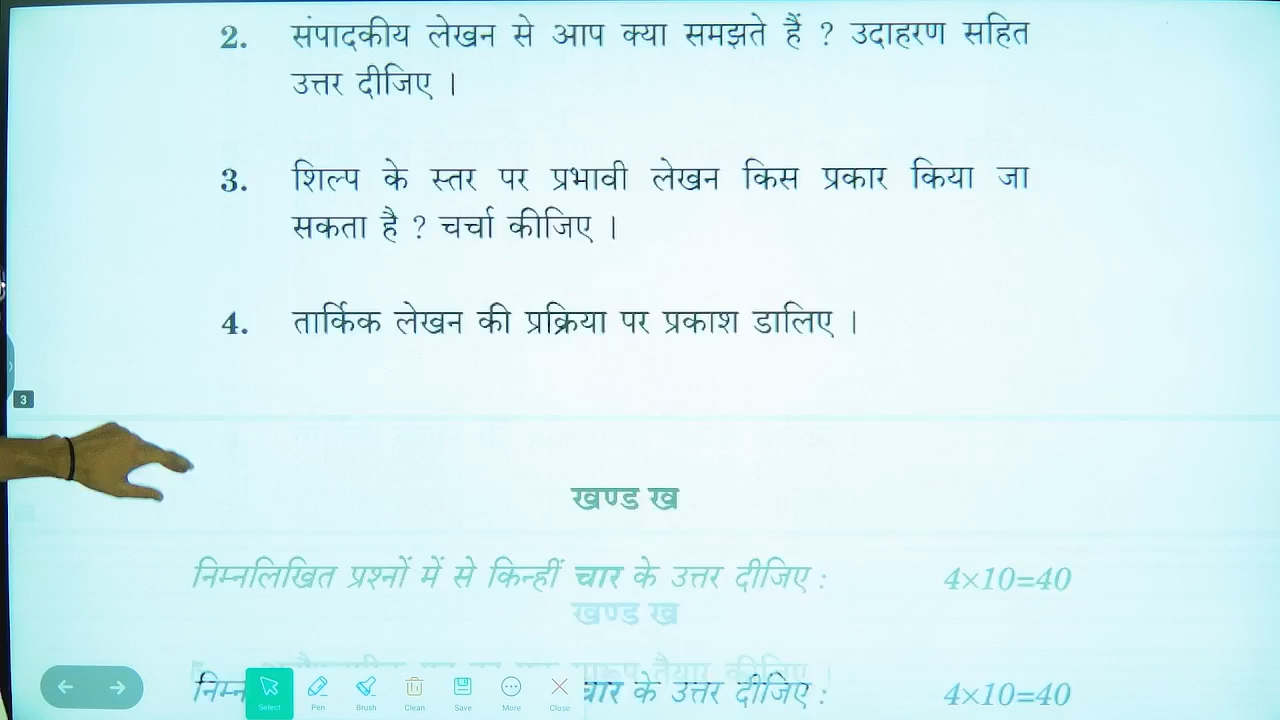 2. संपादकीय लेखन से आप क्या समझते हैं ? उदाहरण सहित
उत्तर दीजिए ।
3. शिल्प के स्तर पर प्रभावी लेखन किस प्रकार किया जा
सकता है ? चर्चा कीजिए ।
4. तार्किक लेखन की प्रक्रिया पर प्रकाश डालिए ।
3
खण्ड ख
निम्नलिखित प्रश्नों में से किन्हीं चार के उत्तर दीजिए : 4×10=40
खण्ड ख
तैयार कीजिए ।
चार के उत्तर दीजिए : 4×10=40
Select Pen Brush Clean Save More Close